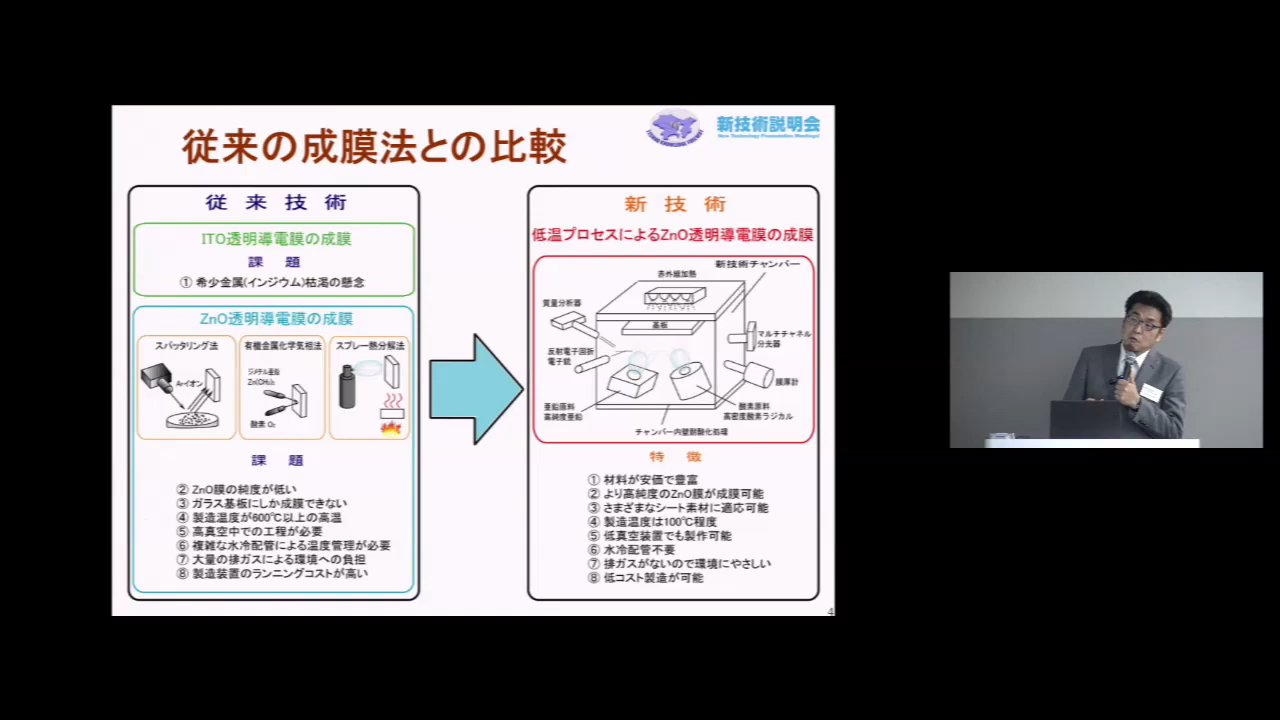 従来の成膜法との比較
新技術説明会
New Technology Presentation Meetings!
従来技術
ITO透明導電膜の成膜
課題
① 希少金属(インジウム)枯渇の懸念
ZnO透明導電膜の成膜
スパッタリング法
Arイオン
有機金属化学気相法
ジメチル亜鉛
Zn(CH₃)₂
酸素 O₂
スプレー熱分解法
課題
② ZnO膜の純度が低い
③ ガラス基板にしか成膜できない
④ 製造温度が600℃以上の高温
⑤ 高真空中での工程が必要
⑥ 複雑な水冷配管による温度管理が必要
⑦ 大量の排ガスによる環境への負担
⑧ 製造装置のランニングコストが高い
新技術
低温プロセスによるZnO透明導電膜の成膜
新技術チャンバー
赤外線加熱
質量分析器
基板
マルチチャネル
分光器
反射電子回折
電子銃
膜厚計
亜鉛原料
高純度亜鉛
酸素原料
高密度酸素ラジカル
チャンバー内壁耐酸化処理
特徴
① 材料が安価で豊富
② より高純度のZnO膜が成膜可能
③ さまざまなシート素材に適応可能
④ 製造温度は100℃程度
⑤ 低真空装置でも製作可能
⑥ 水冷配管不要
⑦ 排ガスがないので環境にやさしい
⑧ 低コスト製造が可能
4